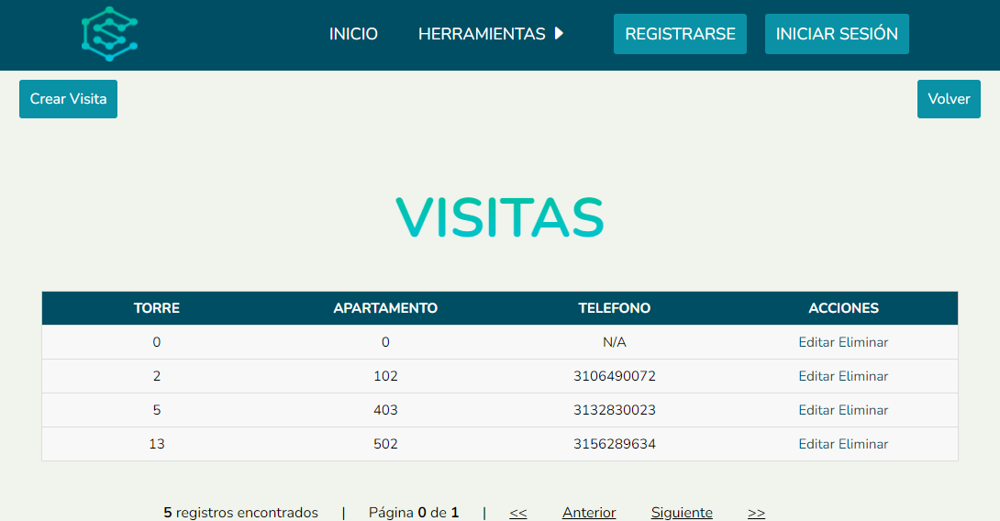 INICIO HERRAMIENTAS REGISTRARSE INICIAR SESIÓN
Crear Visita Volver
VISITAS
TORRE APARTAMENTO TELEFONO ACCIONES
0 0 N/A Editar Eliminar
2 102 3106490072 Editar Eliminar
5 403 3132830023 Editar Eliminar
13 502 3156289634 Editar Eliminar
5 registros encontrados | Página 0 de 1 | << Anterior Siguiente >>